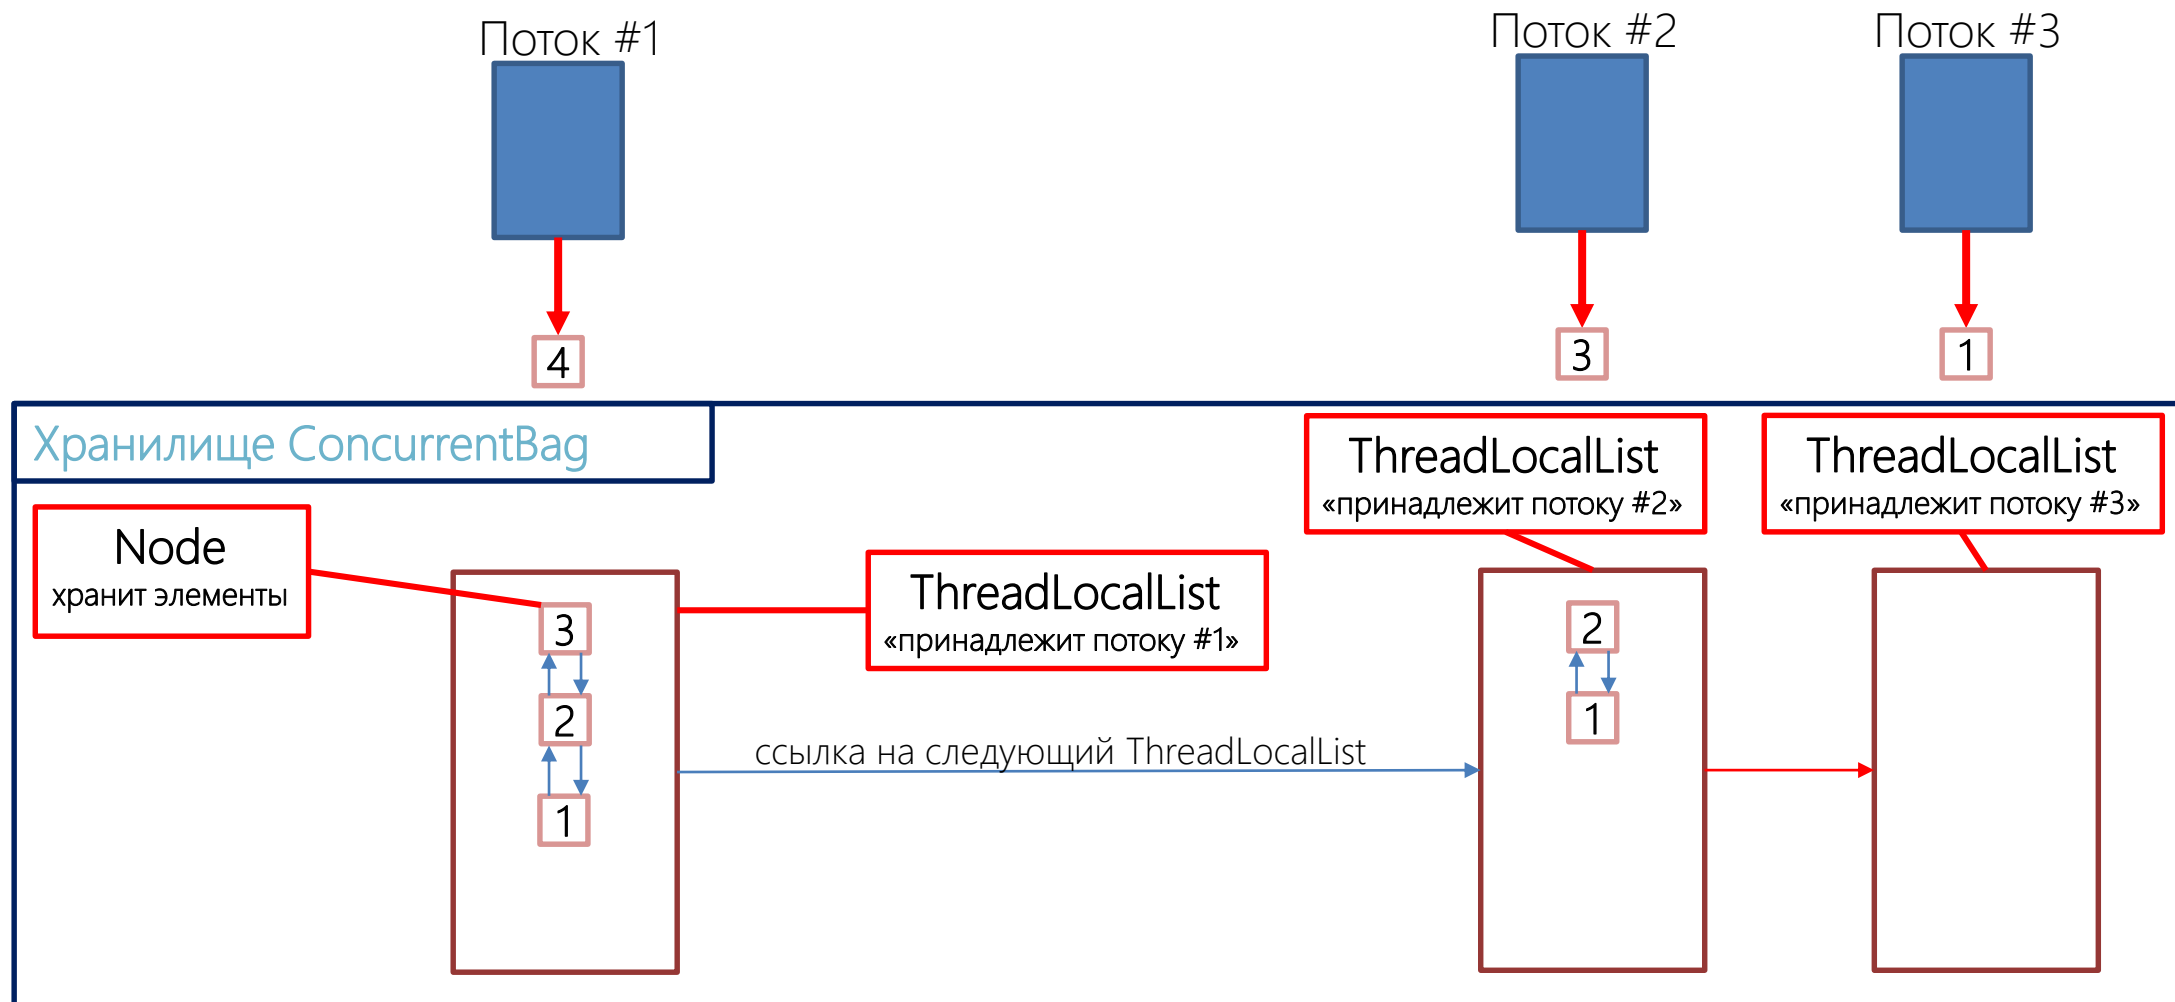 Поток #1
Поток #2
Поток #3
4
3
1
Хранилище ConcurrentBag
ThreadLocalList
«принадлежит потоку #2»
ThreadLocalList
«принадлежит потоку #3»
Node
хранит элементы
ThreadLocalList
«принадлежит потоку #1»
3
2
1
2
1
ссылка на следующий ThreadLocalList